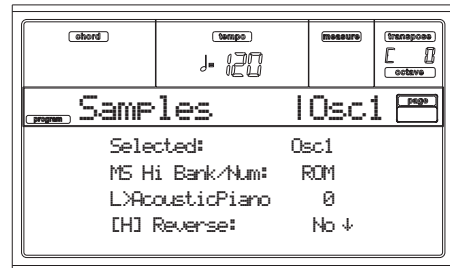 chord tempo measure transpose
♩= 120 C 0
octave
program Samples |Osc1 page
Selected: Osc1
MS Hi Bank/Num: ROM
L>AcousticPiano 0
[H] Reverse: No ↓